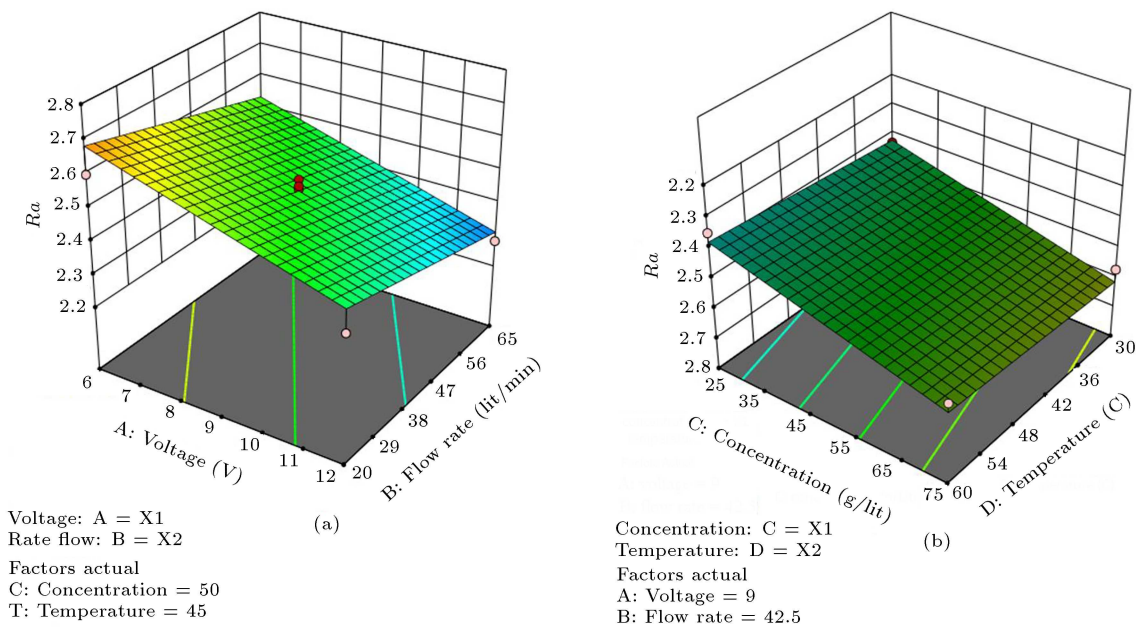 2.8
2.7
2.6
2.5
2.4
2.3
2.2
Ra
6
7
8
9
10
11
12
A: Voltage (V)
20
29
38
47
56
65
B: Flow rate (lit/min)
(a)
Voltage: A = X1
Rate flow: B = X2
Factors actual
C: Concentration = 50
T: Temperature = 45
2.2
2.3
2.4
2.5
2.6
2.7
2.8
Ra
25
35
45
55
65
75
C: Concentration (g/lit)
60
54
48
42
36
30
D: Temperature (C)
(b)
Concentration: C = X1
Temperature: D = X2
Factors actual
A: Voltage = 9
B: Flow rate = 42.5